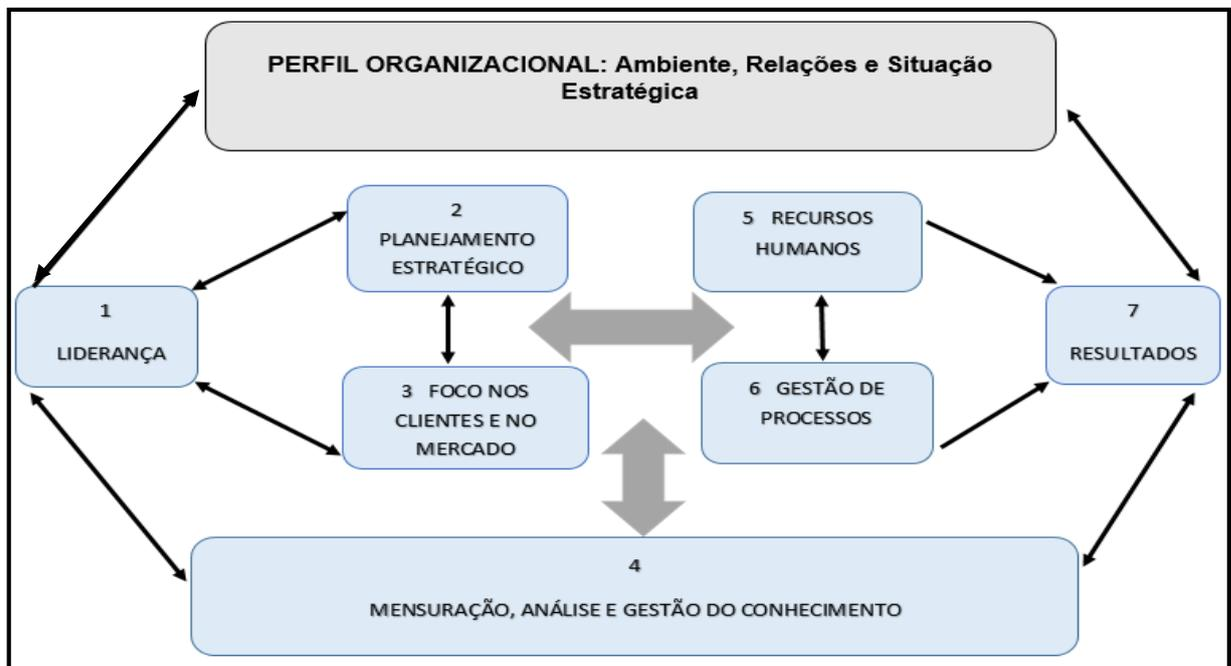 PERFIL ORGANIZACIONAL: Ambiente, Relações e Situação
Estratégica
2
PLANEJAMENTO
ESTRATÉGICO
5 RECURSOS
HUMANOS
1
LIDERANÇA
7
RESULTADOS
3 FOCO NOS
CLIENTES E NO
MERCADO
6 GESTÃO DE
PROCESSOS
4
MENSURAÇÃO, ANÁLISE E GESTÃO DO CONHECIMENTO